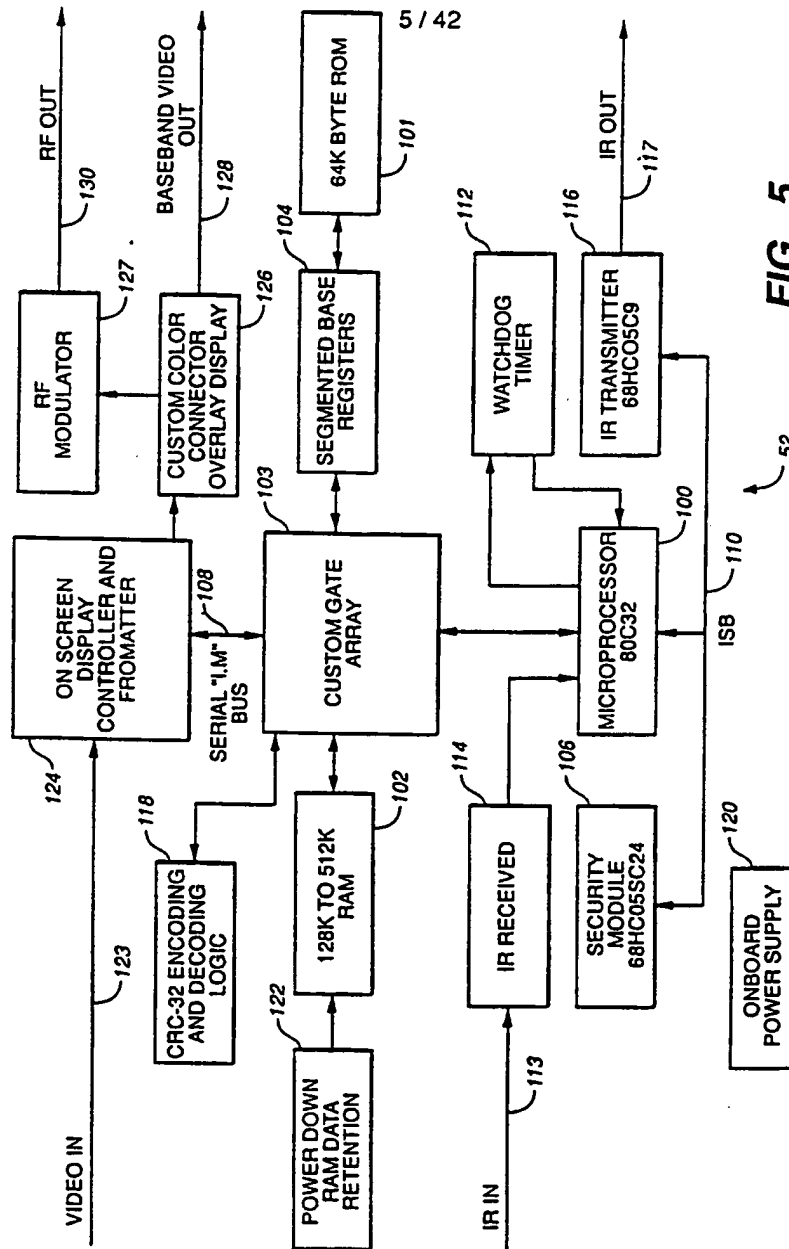 5 / 42
VIDEO IN
123
124
ON SCREEN
DISPLAY
CONTROLLER AND
FROMATTER
RF
MODULATOR
127
RF OUT
130
CUSTOM COLOR
CONNECTOR
OVERLAY DISPLAY
126
BASEBAND VIDEO
OUT
128
118
CRC-32 ENCODING
AND DECODING
LOGIC
SERIAL "I.M"
BUS
108
122
POWER DOWN
RAM DATA
RETENTION
128K TO 512K
RAM
102
CUSTOM GATE
ARRAY
103
SEGMENTED BASE
REGISTERS
104
64K BYTE ROM
101
IR IN
113
IR RECEIVED
114
MICROPROCESSOR
80C32
100
WATCHDOG
TIMER
112
SECURITY
MODULE
68HC05SC24
106
ISB
110
IR TRANSMITTER
68HCO5C9
116
IR OUT
117
ONBOARD
POWER SUPPLY
120
52
FIG. 5